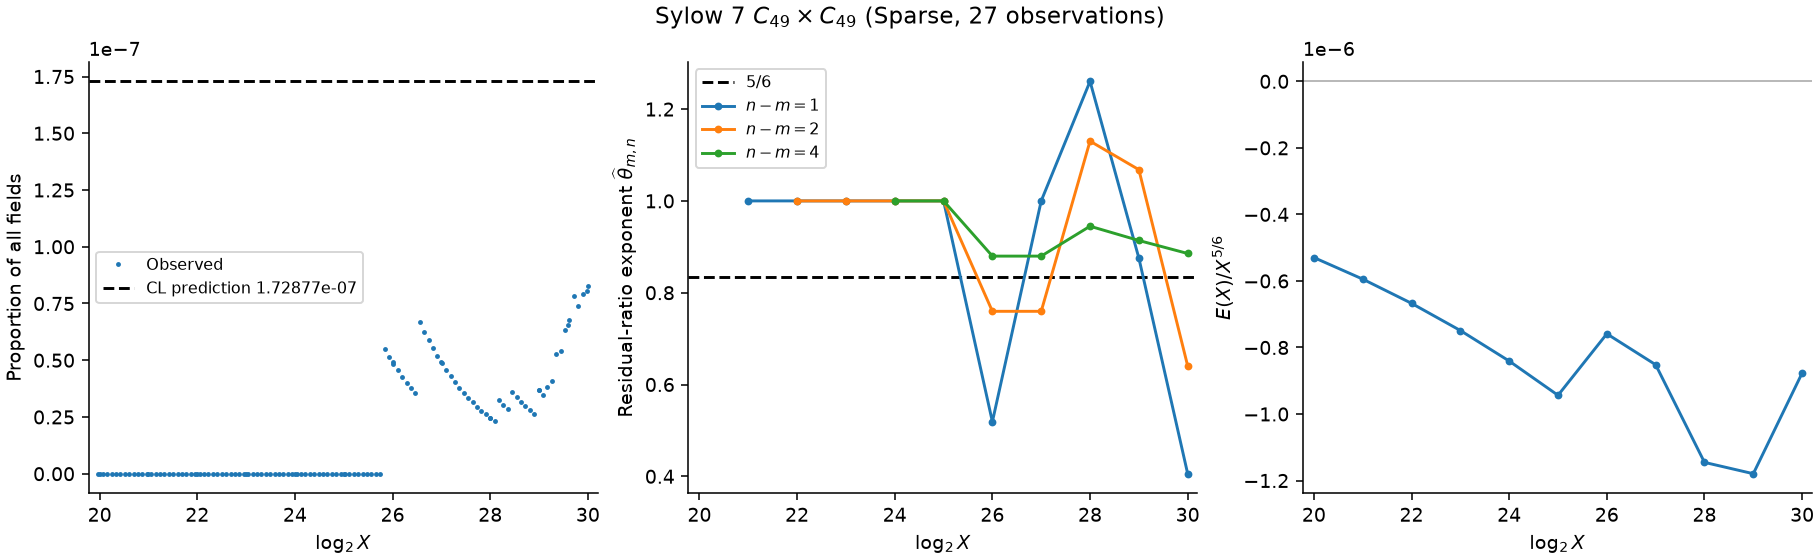 Sylow 7 C₄₉ × C₄₉ (Sparse, 27 observations)
1e−7
Proportion of all fields
1.75
1.50
1.25
1.00
0.75
0.50
0.25
0.00
Observed
CL prediction 1.72877e-07
20 22 24 26 28 30
log₂ X
Residual-ratio exponent θ̂ₘ,ₙ
1.2
1.0
0.8
0.6
0.4
5/6
n − m = 1
n − m = 2
n − m = 4
20 22 24 26 28 30
log₂ X
1e−6
E(X)/X^{5/6}
0.0
−0.2
−0.4
−0.6
−0.8
−1.0
−1.2
20 22 24 26 28 30
log₂ X